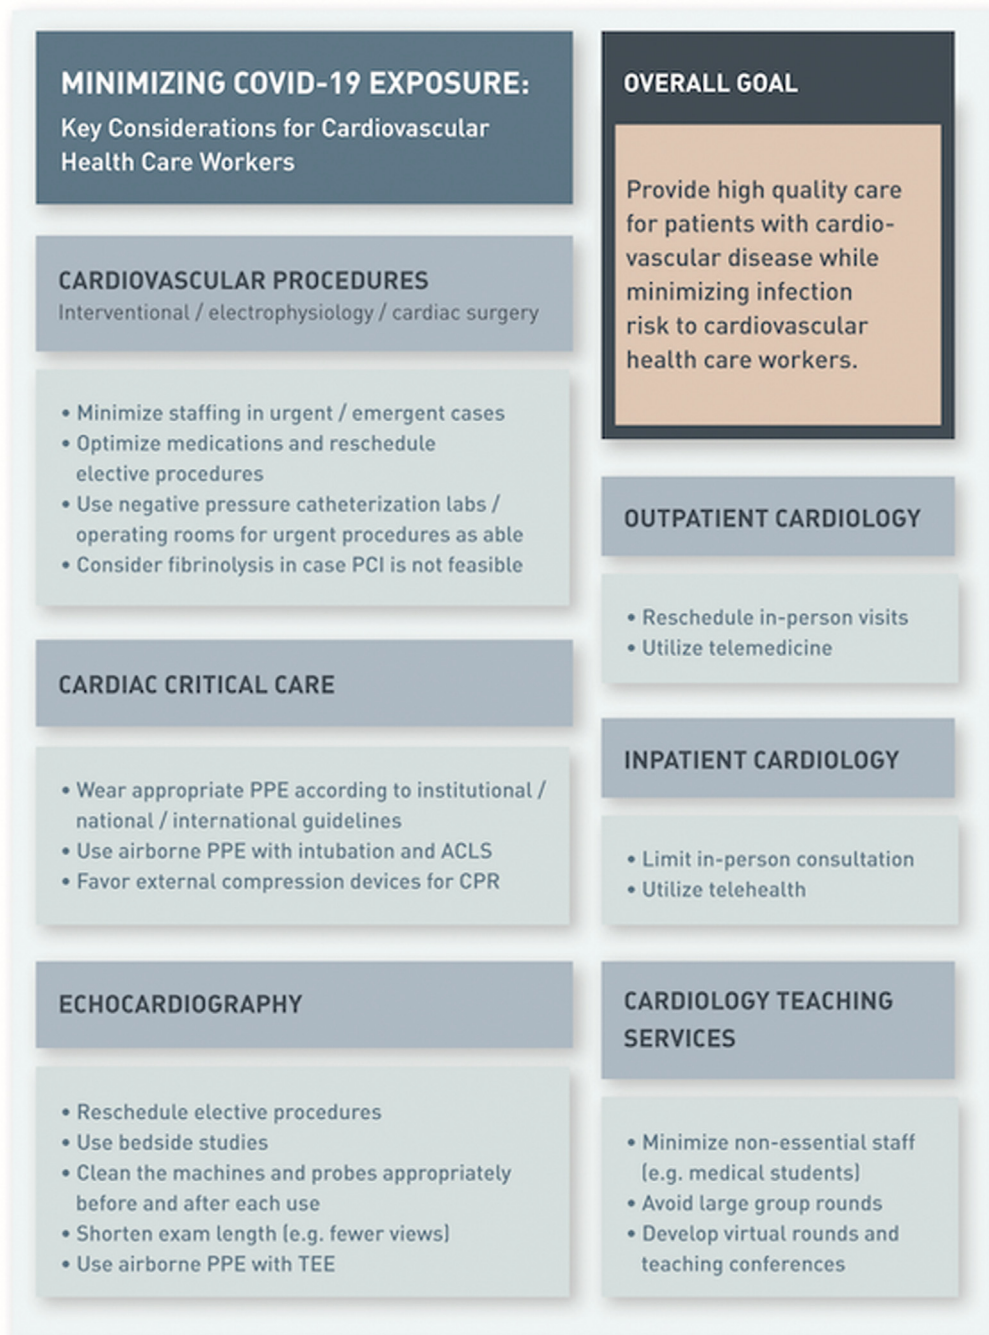 MINIMIZING COVID-19 EXPOSURE:
Key Considerations for Cardiovascular
Health Care Workers
CARDIOVASCULAR PROCEDURES
Interventional / electrophysiology / cardiac surgery
• Minimize staffing in urgent / emergent cases
• Optimize medications and reschedule
elective procedures
• Use negative pressure catheterization labs /
operating rooms for urgent procedures as able
• Consider fibrinolysis in case PCI is not feasible
CARDIAC CRITICAL CARE
• Wear appropriate PPE according to institutional /
national / international guidelines
• Use airborne PPE with intubation and ACLS
• Favor external compression devices for CPR
ECHOCARDIOGRAPHY
• Reschedule elective procedures
• Use bedside studies
• Clean the machines and probes appropriately
before and after each use
• Shorten exam length (e.g. fewer views)
• Use airborne PPE with TEE
OVERALL GOAL
Provide high quality care
for patients with cardio-
vascular disease while
minimizing infection
risk to cardiovascular
health care workers.
OUTPATIENT CARDIOLOGY
• Reschedule in-person visits
• Utilize telemedicine
INPATIENT CARDIOLOGY
• Limit in-person consultation
• Utilize telehealth
CARDIOLOGY TEACHING
SERVICES
• Minimize non-essential staff
(e.g. medical students)
• Avoid large group rounds
• Develop virtual rounds and
teaching conferences